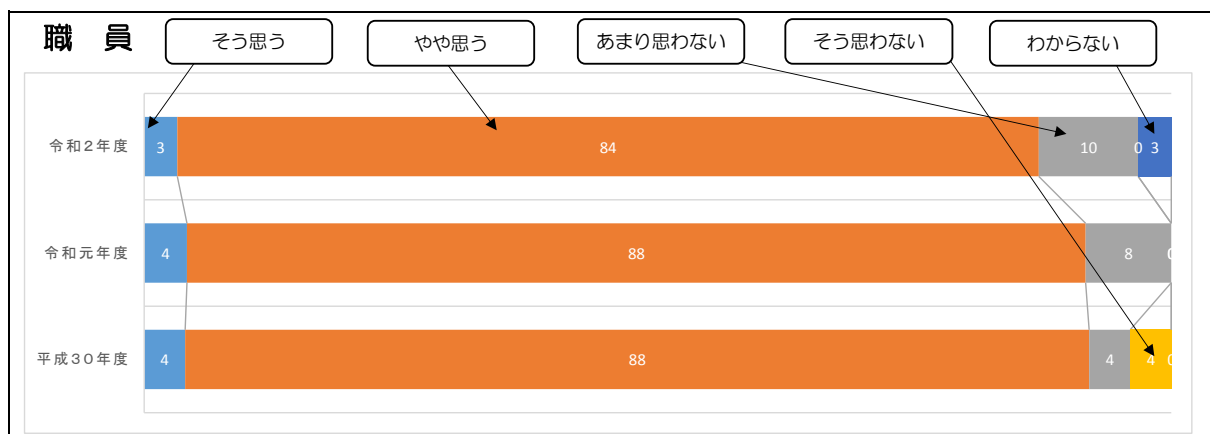 職 員
そう思う
やや思う
あまり思わない
そう思わない
わからない
令和2年度
3
84
10
0
3
令和元年度
4
88
8
0
平成30年度
4
88
4
4
0